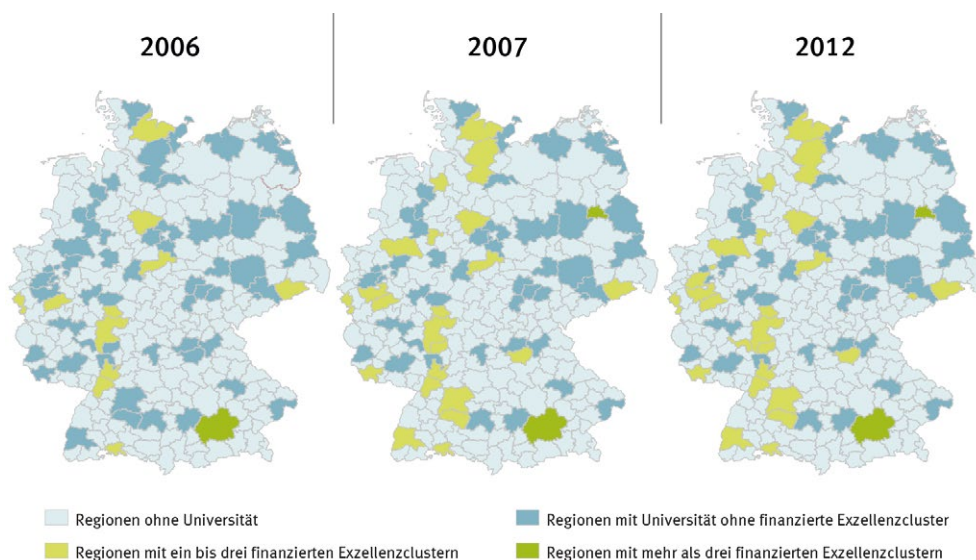 2006
2007
2012
Regionen ohne Universität
Regionen mit Universität ohne finanzierte Exzellenzcluster
Regionen mit ein bis drei finanzierten Exzellenzclustern
Regionen mit mehr als drei finanzierten Exzellenzclustern